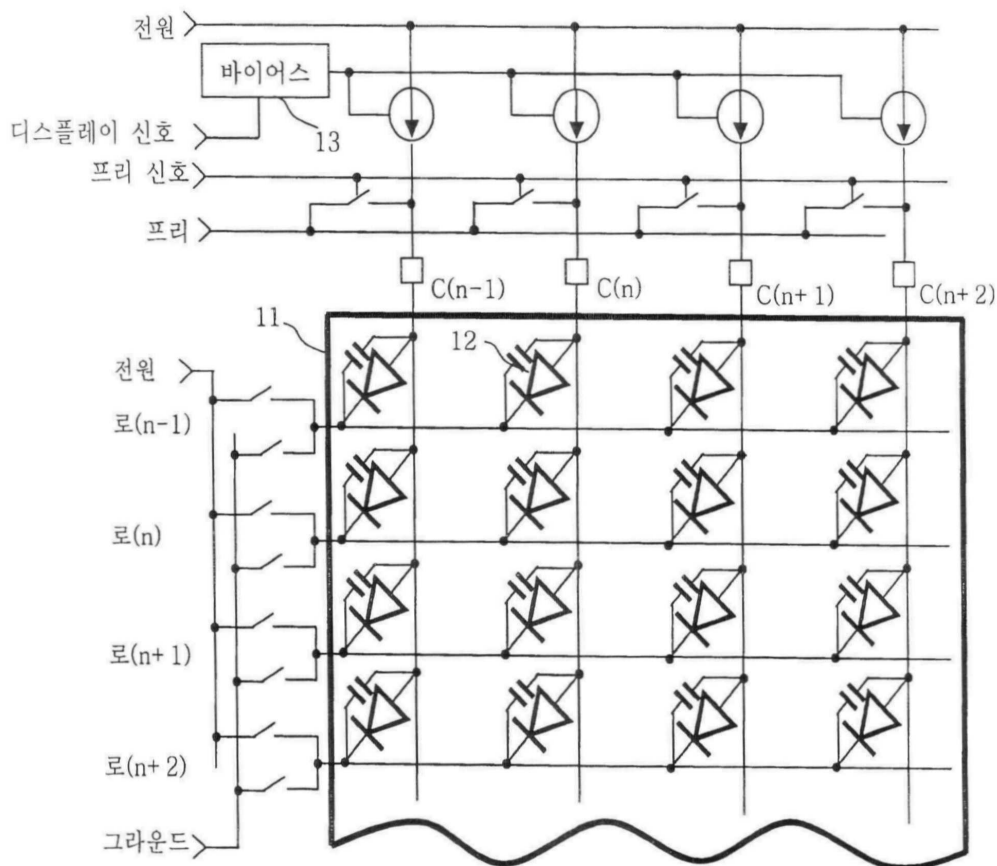 전원
바이어스
13
디스플레이 신호
프리 신호
프리
C(n-1)
C(n)
C(n+1)
C(n+2)
11
12
전원
로(n-1)
로(n)
로(n+1)
로(n+2)
그라운드